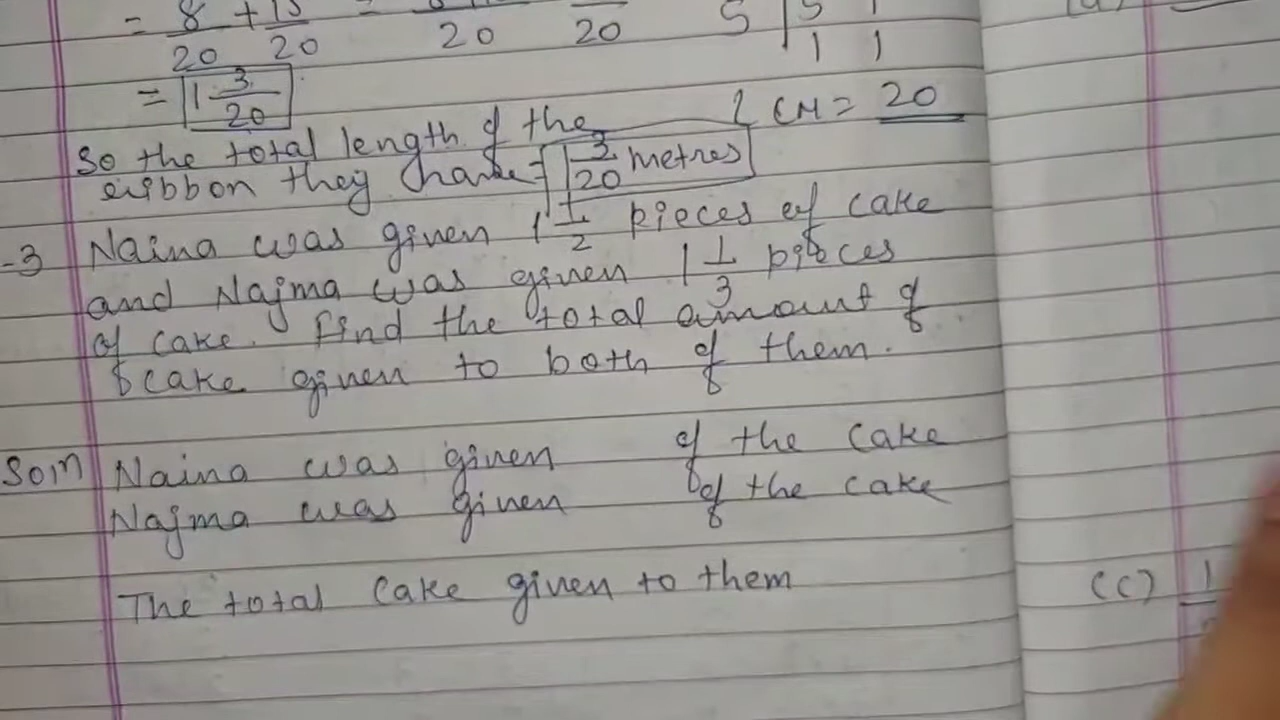 = 8/20 + 15/20 = 20 20 5 | 5 1
1 1
= 1 3/20
LCM = 20
So the total length of the
ribbon they have = 1 3/20 metres
-3 Naina was given 1 1/2 pieces of cake
and Najma was given 1 1/3 pieces
of cake. Find the total amount of
cake given to both of them.
Soln Naina was given of the cake
Najma was given of the cake
The total cake given to them
(c) 1